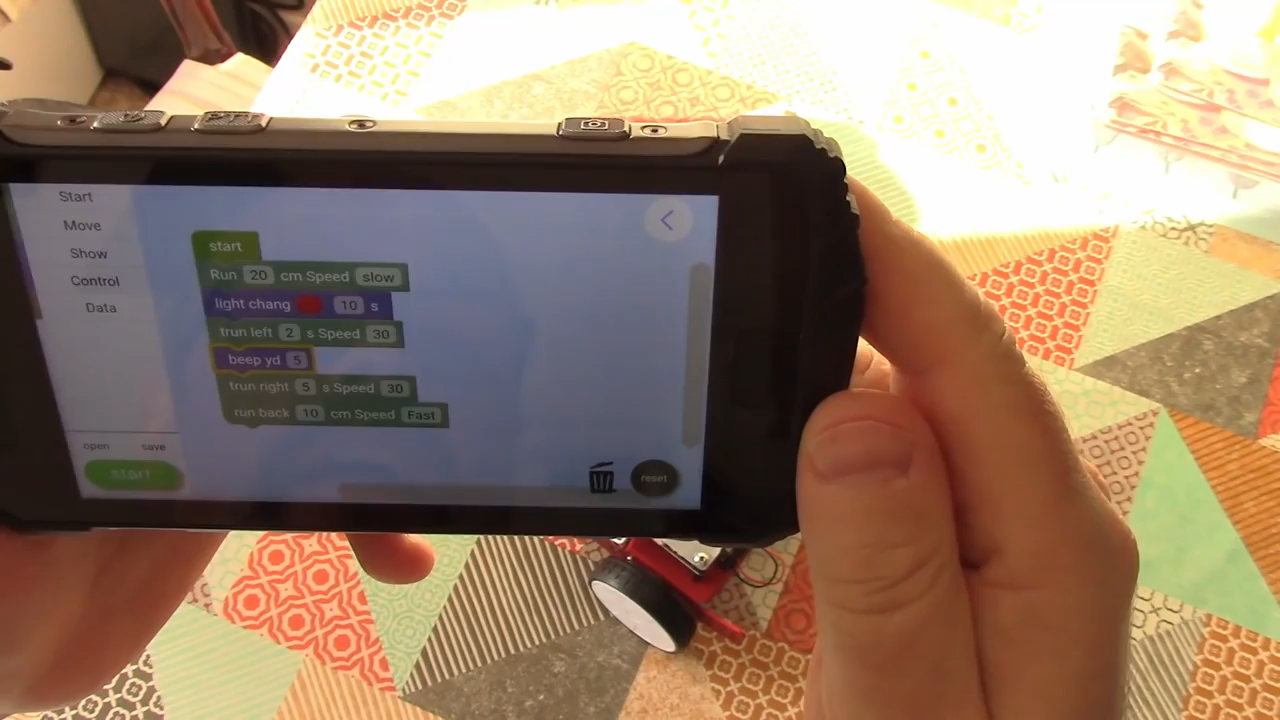 PTT
Start
Move
Show
Control
Data
start
Run 20 cm Speed slow
light chang 10 s
trun left 2 s Speed 30
beep yd 5
trun right 5 s Speed 30
run back 10 cm Speed Fast
open save
start
reset